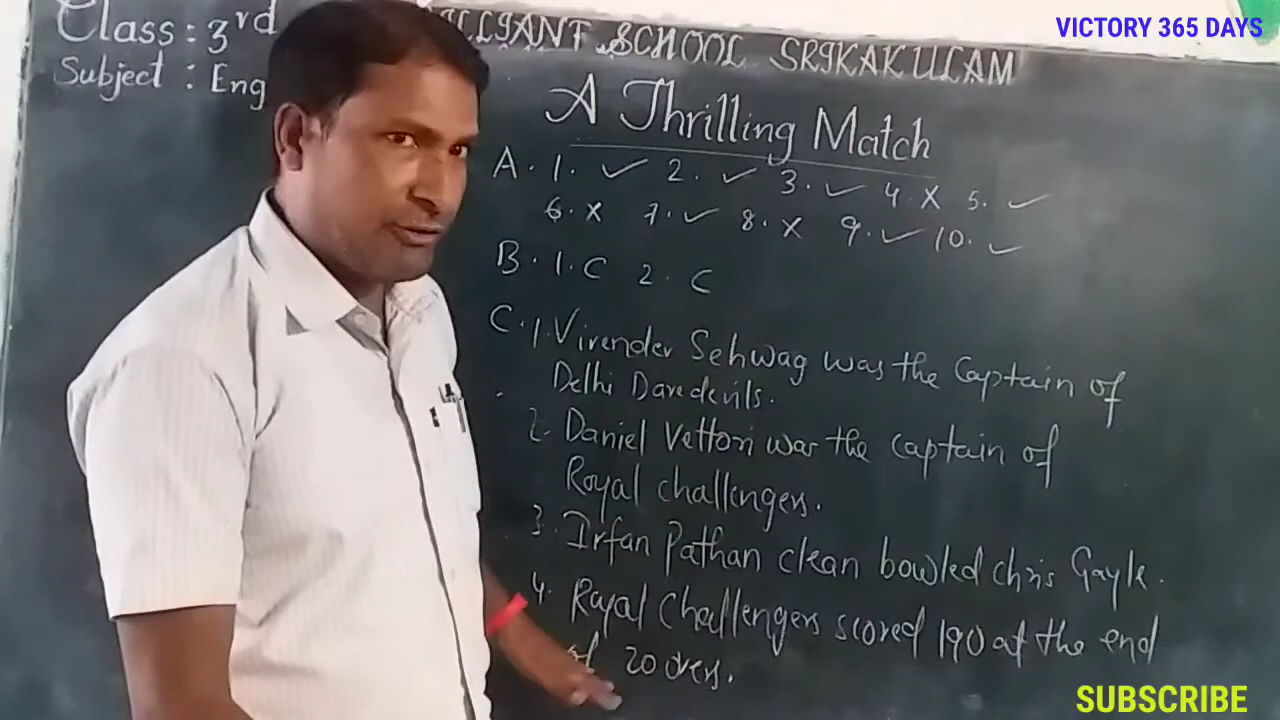 VICTORY 365 DAYS
Class : 3rd
LLIANT SCHOOL SRIKAKULAM
Subject : Eng
A Thrilling Match
A. 1. ✓ 2. ✓ 3. ✓ 4. X 5. ✓
6. X 7. ✓ 8. X 9. ✓ 10. ✓
B. 1. C 2. C
C. 1. Virender Sehwag was the Captain of
Delhi Daredevils.
2. Daniel Vettori was the captain of
Royal challengers.
3. Irfan Pathan clean bowled chris Gayle.
4. Royal Challengers scored 190 at the end
of 20 overs.
SUBSCRIBE